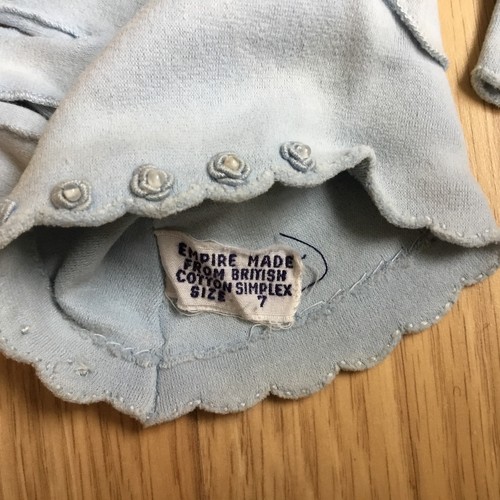 EMPIRE MADE
FROM BRITISH
COTTON SIMPLEX
SIZE 7